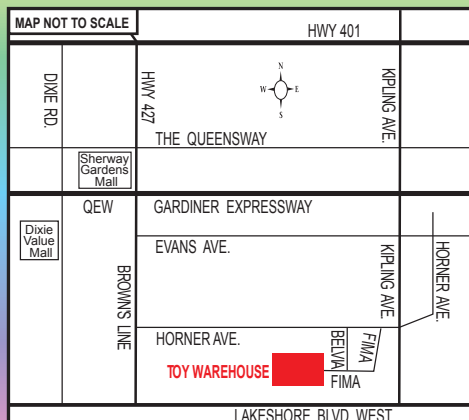 MAP NOT TO SCALE
HWY 401
DIXIE RD.
HWY 427
N
W
E
S
KIPLING AVE.
THE QUEENSWAY
Sherway
Gardens
Mall
QEW
GARDINER EXPRESSWAY
Dixie
Value
Mall
EVANS AVE.
BROWN'S LINE
KIPLING AVE.
HORNER AVE.
HORNER AVE.
BELVIA
FIMA
TOY WAREHOUSE
FIMA
LAKESHORE BLVD. WEST